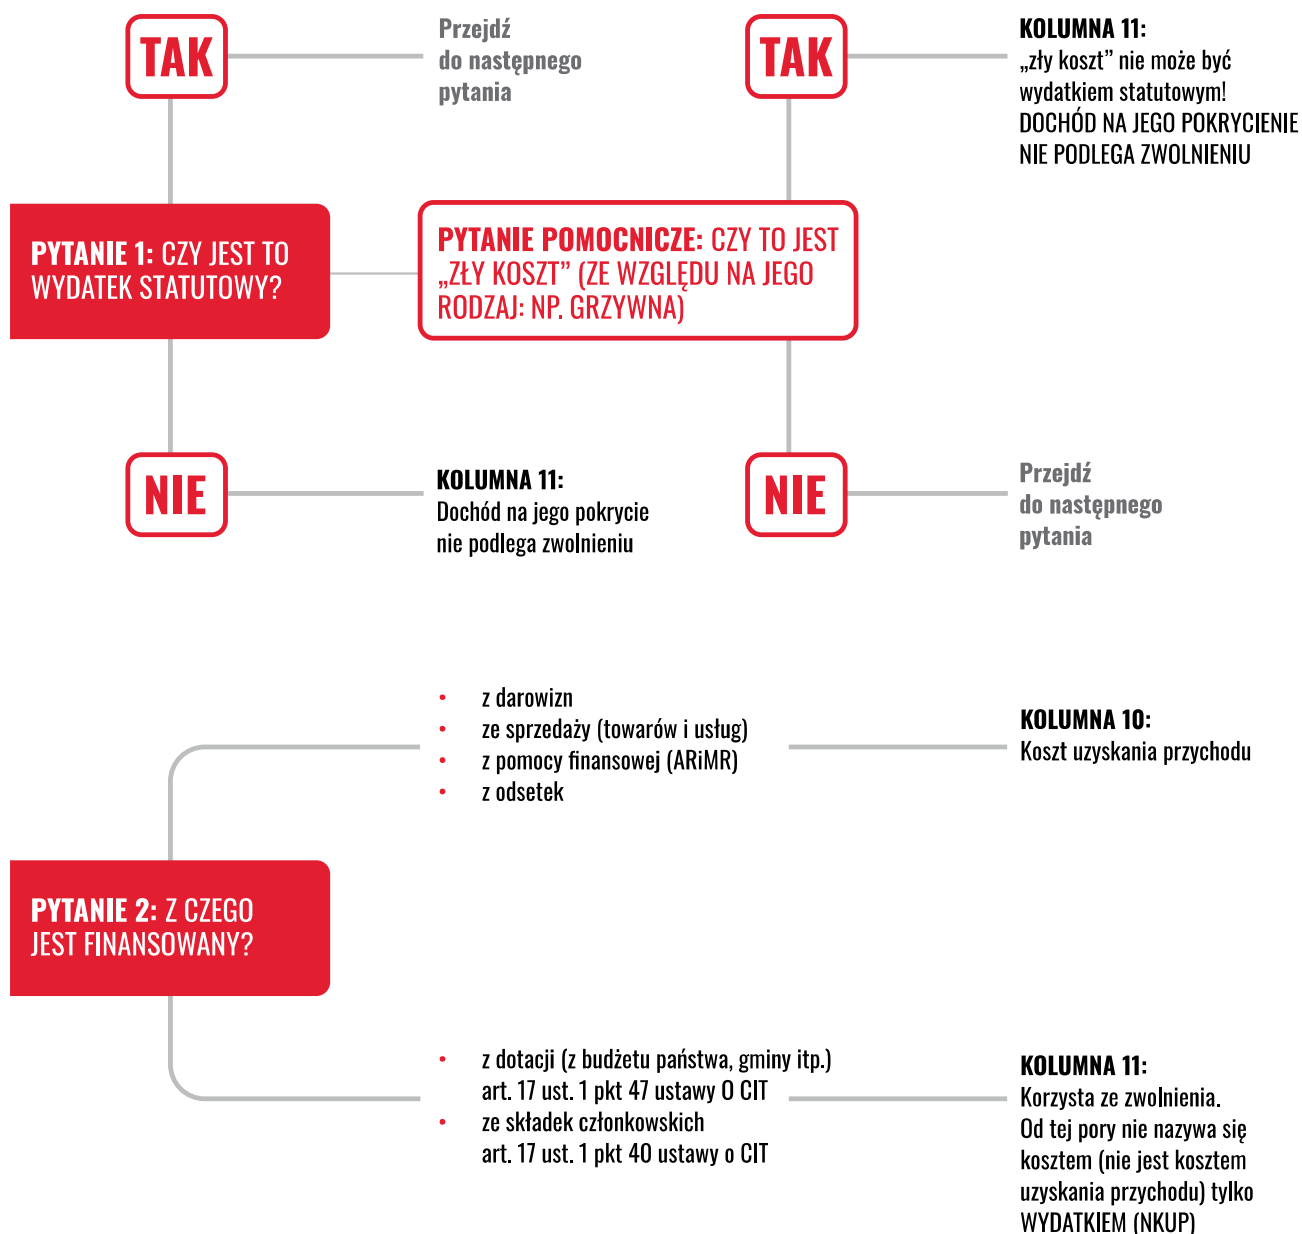 TAK
Przejdź
do następnego
pytania
TAK
KOLUMNA 11:
„zły koszt” nie może być
wydatkiem statutowym!
DOCHÓD NA JEGO POKRYCIENIE
NIE PODLEGA ZWOLNIENIU
PYTANIE 1: CZY JEST TO
WYDATEK STATUTOWY?
PYTANIE POMOCNICZE: CZY TO JEST
„ZŁY KOSZT” (ZE WZGLĘDU NA JEGO
RODZAJ: NP. GRZYWNA)
NIE
KOLUMNA 11:
Dochód na jego pokrycie
nie podlega zwolnieniu
NIE
Przejdź
do następnego
pytania
• z darowizn
• ze sprzedaży (towarów i usług)
• z pomocy finansowej (ARiMR)
• z odsetek
KOLUMNA 10:
Koszt uzyskania przychodu
PYTANIE 2: Z CZEGO
JEST FINANSOWANY?
• z dotacji (z budżetu państwa, gminy itp.)
art. 17 ust. 1 pkt 47 ustawy O CIT
• ze składek członkowskich
art. 17 ust. 1 pkt 40 ustawy o CIT
KOLUMNA 11:
Korzysta ze zwolnienia.
Od tej pory nie nazywa się
kosztem (nie jest kosztem
uzyskania przychodu) tylko
WYDATKIEM (NKUP)